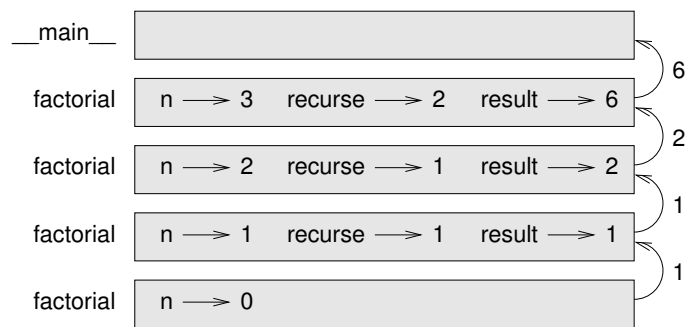 __main__
6
factorial n 3 recurse 2 result 6
2
factorial n 2 recurse 1 result 2
1
factorial n 1 recurse 1 result 1
1
factorial n 0